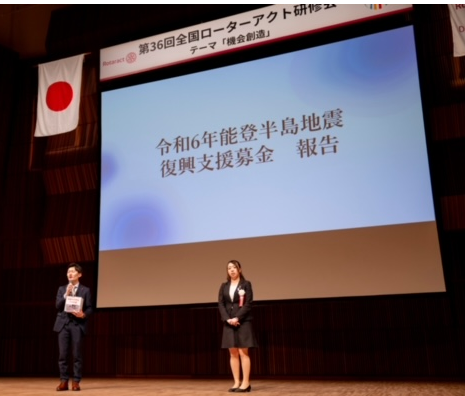 第36回全国ローターアクト研修会
Rotaract
テーマ「機会創造」
令和6年能登半島地震
復興支援募金 報告